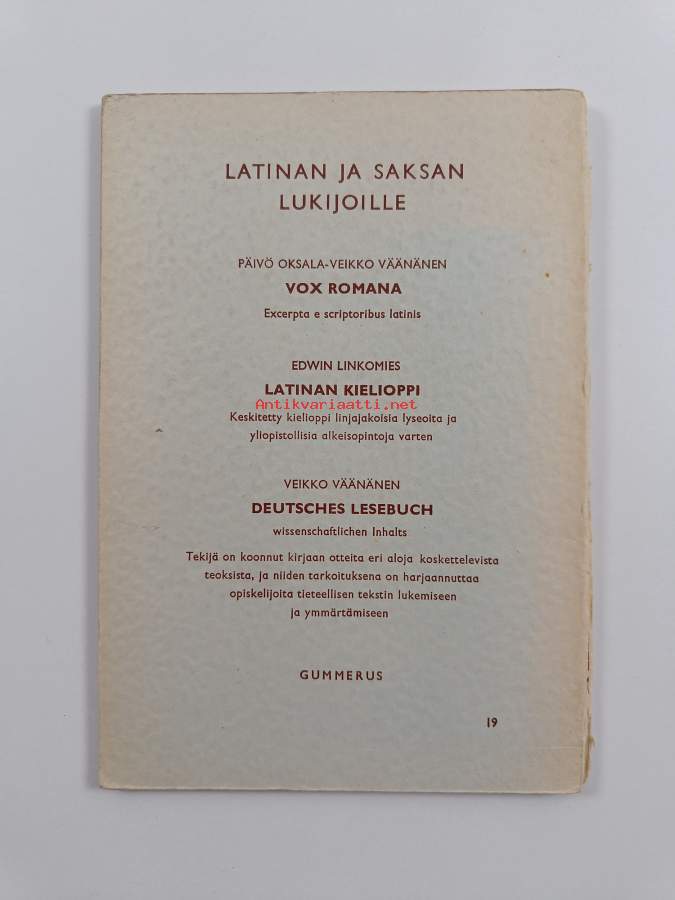 LATINAN JA SAKSAN
LUKIJOILLE
PÄIVÖ OKSALA-VEIKKO VÄÄNÄNEN
VOX ROMANA
Excerpta e scriptoribus latinis
EDWIN LINKOMIES
LATINAN KIELIOPPI
Antikvariaatti.net
Keskitetty kielioppi linjajakoisia lyseoita ja
yliopistollisia alkeisopintoja varten
VEIKKO VÄÄNÄNEN
DEUTSCHES LESEBUCH
wissenschaftlichen Inhalts
Tekijä on koonnut kirjaan otteita eri aloja koskettelevista
teoksista, ja niiden tarkoituksena on harjaannuttaa
opiskelijoita tieteellisen tekstin lukemiseen
ja ymmärtämiseen
GUMMERUS
19